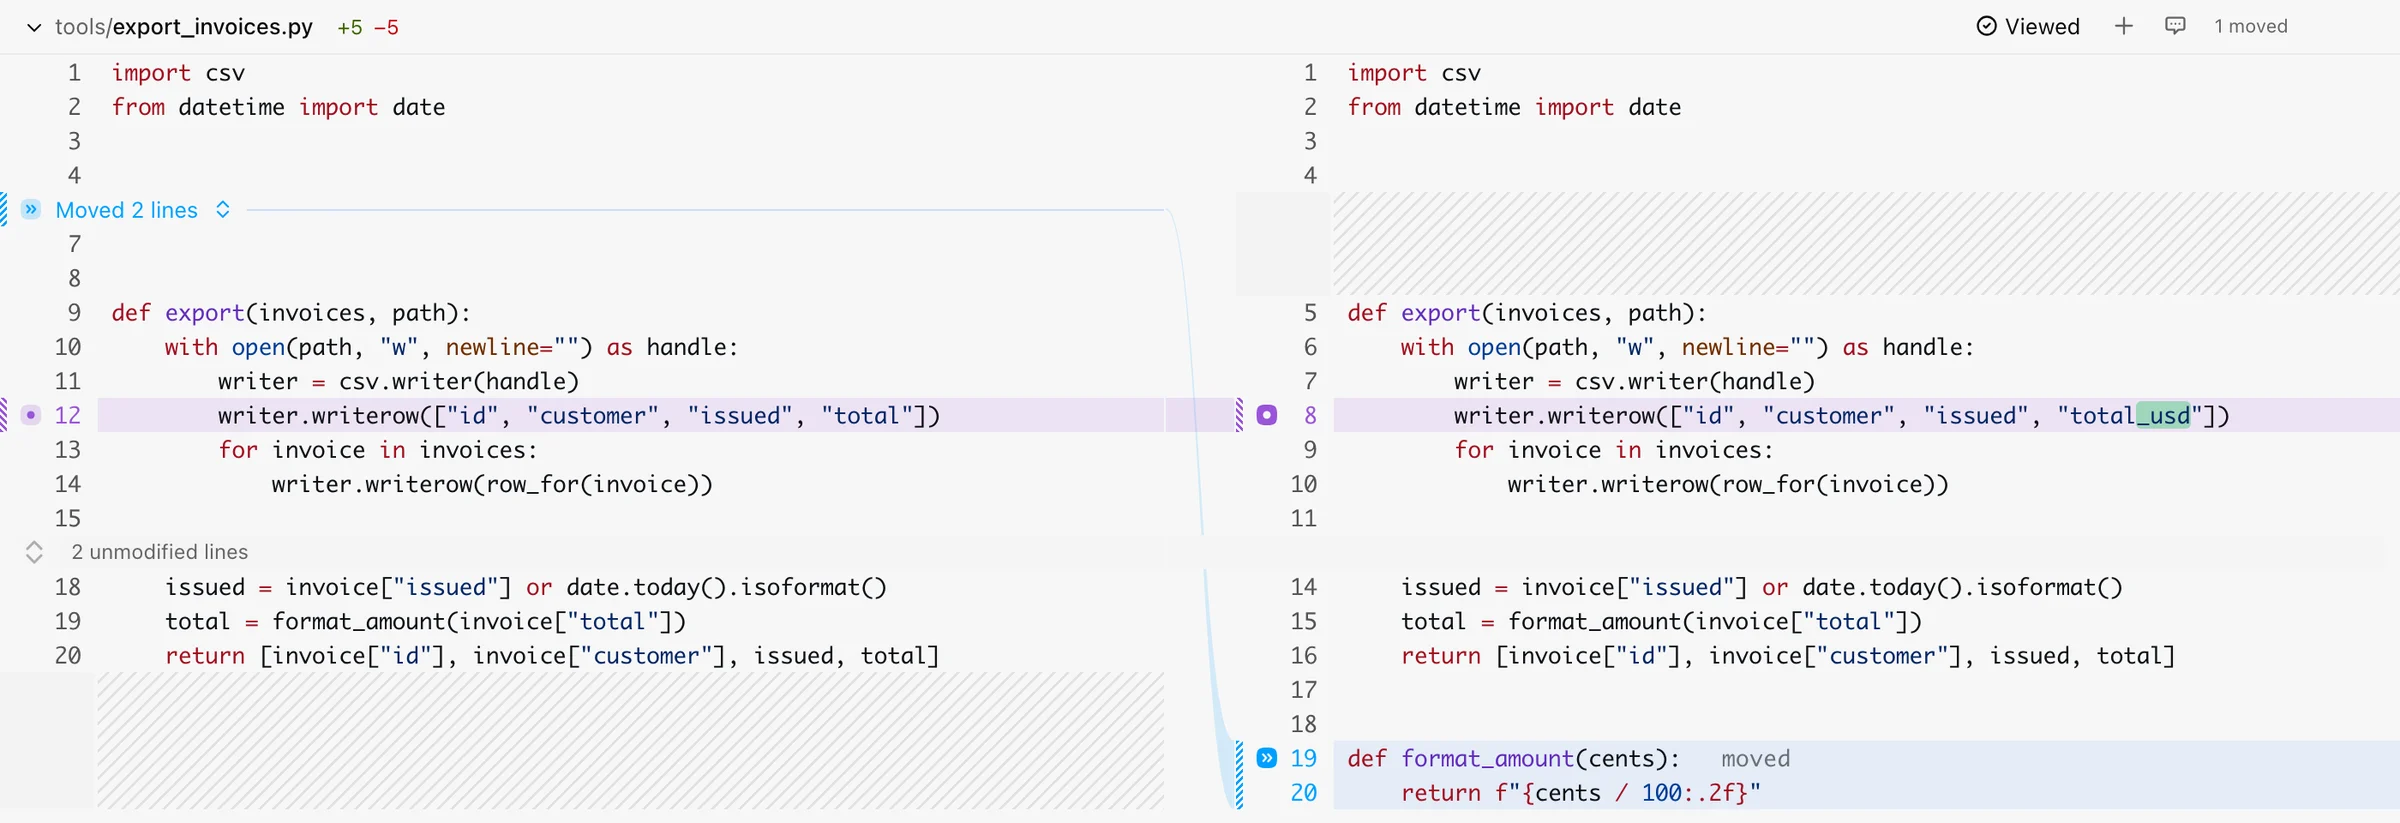 tools/export_invoices.py +5 −5 Viewed 1 moved
1 import csv
2 from datetime import date
3
4
Moved 2 lines
7
8
9 def export(invoices, path):
10     with open(path, "w", newline="") as handle:
11         writer = csv.writer(handle)
12         writer.writerow(["id", "customer", "issued", "total"])
13         for invoice in invoices:
14             writer.writerow(row_for(invoice))
15
2 unmodified lines
18     issued = invoice["issued"] or date.today().isoformat()
19     total = format_amount(invoice["total"])
20     return [invoice["id"], invoice["customer"], issued, total]
1 import csv
2 from datetime import date
3
4
5 def export(invoices, path):
6     with open(path, "w", newline="") as handle:
7         writer = csv.writer(handle)
8         writer.writerow(["id", "customer", "issued", "total_usd"])
9         for invoice in invoices:
10             writer.writerow(row_for(invoice))
11
14     issued = invoice["issued"] or date.today().isoformat()
15     total = format_amount(invoice["total"])
16     return [invoice["id"], invoice["customer"], issued, total]
17
18
19 def format_amount(cents): moved
20     return f"{cents / 100:.2f}"